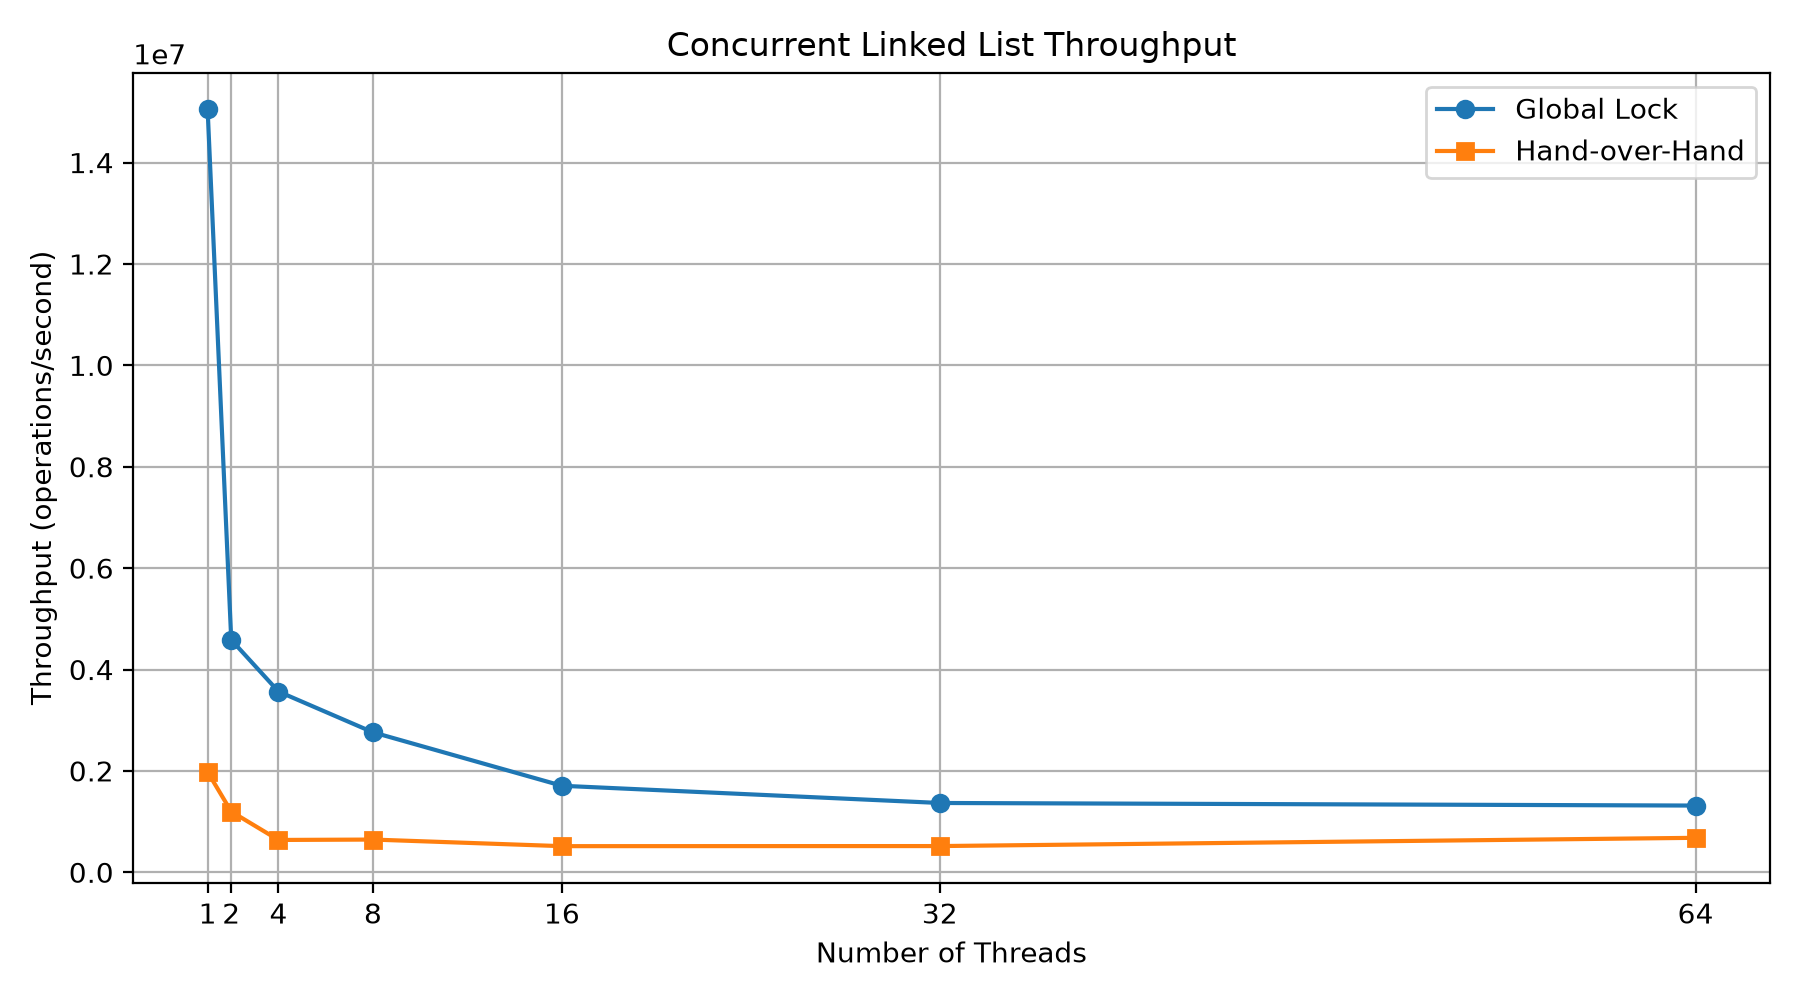 Concurrent Linked List Throughput
1e7
Global Lock
Hand-over-Hand
1.4
1.2
1.0
0.8
0.6
0.4
0.2
0.0
Throughput (operations/second)
1 2 4 8 16 32 64
Number of Threads